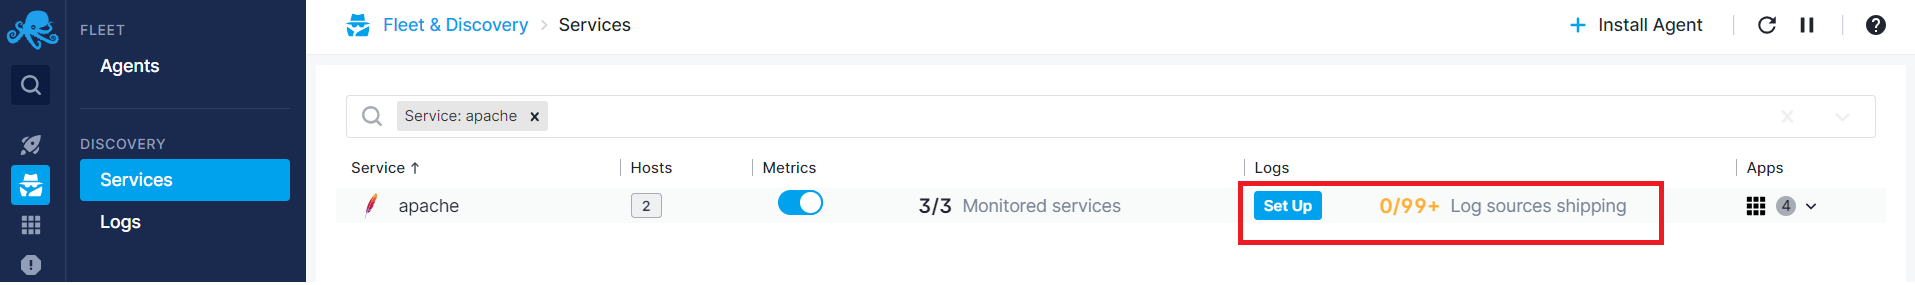 FLEET
Agents
DISCOVERY
Services
Logs
Fleet & Discovery > Services
+ Install Agent
Service: apache ×
Service ↑ Hosts Metrics Logs Apps
apache 2 3/3 Monitored services Set Up 0/99+ Log sources shipping 4